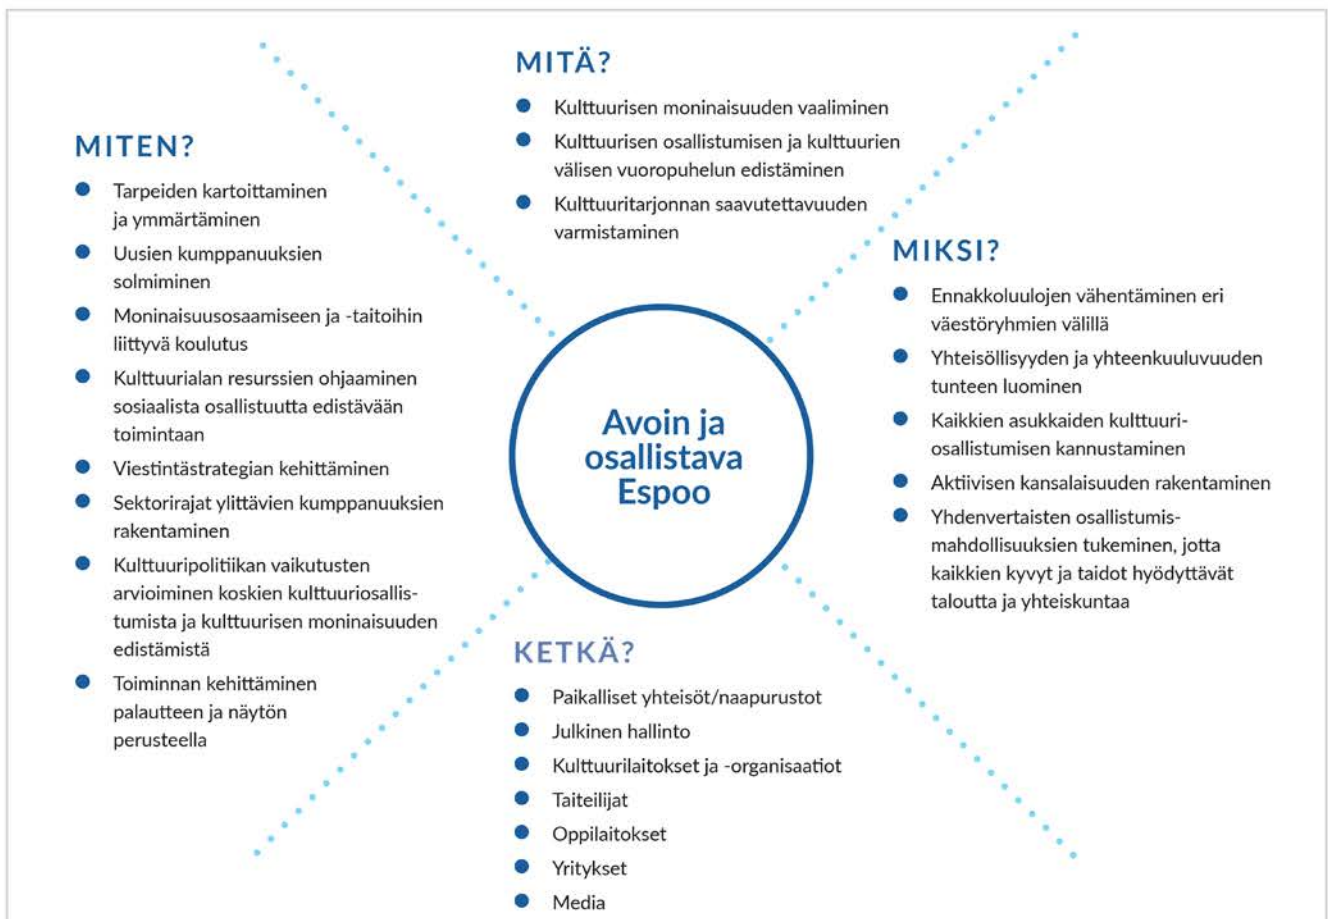 MITÄ?
Kulttuurisen moninaisuuden vaaliminen
Kulttuurisen osallistumisen ja kulttuurien
välisen vuoropuhelun edistäminen
Kulttuuritarjonnan saavutettavuuden
varmistaminen
MITEN?
Tarpeiden kartoittaminen
ja ymmärtäminen
Uusien kumppanuuksien
solmiminen
Moninaisuusosaamiseen ja -taitoihin
liittyvä koulutus
Kulttuurialan resurssien ohjaaminen
sosiaalista osallistuutta edistävään
toimintaan
Viestintästrategian kehittäminen
Sektorirajat ylittävien kumppanuuksien
rakentaminen
Kulttuuripolitiikan vaikutusten
arvioiminen koskien kulttuuriosallis-
tumista ja kulttuurisen moninaisuuden
edistämistä
Toiminnan kehittäminen
palautteen ja näytön
perusteella
Avoin ja
osallistava
Espoo
MIKSI?
Ennakkoluulojen vähentäminen eri
väestöryhmien välillä
Yhteisöllisyyden ja yhteenkuuluvuuden
tunteen luominen
Kaikkien asukkaiden kulttuuri-
osallistumisen kannustaminen
Aktiivisen kansalaisuuden rakentaminen
Yhdenvertaisten osallistumis-
mahdollisuuksien tukeminen, jotta
kaikkien kyvyt ja taidot hyödyttävät
taloutta ja yhteiskuntaa
KETKÄ?
Paikalliset yhteisöt/naapurustot
Julkinen hallinto
Kulttuurilaitokset ja -organisaatiot
Taiteilijat
Oppilaitokset
Yritykset
Media